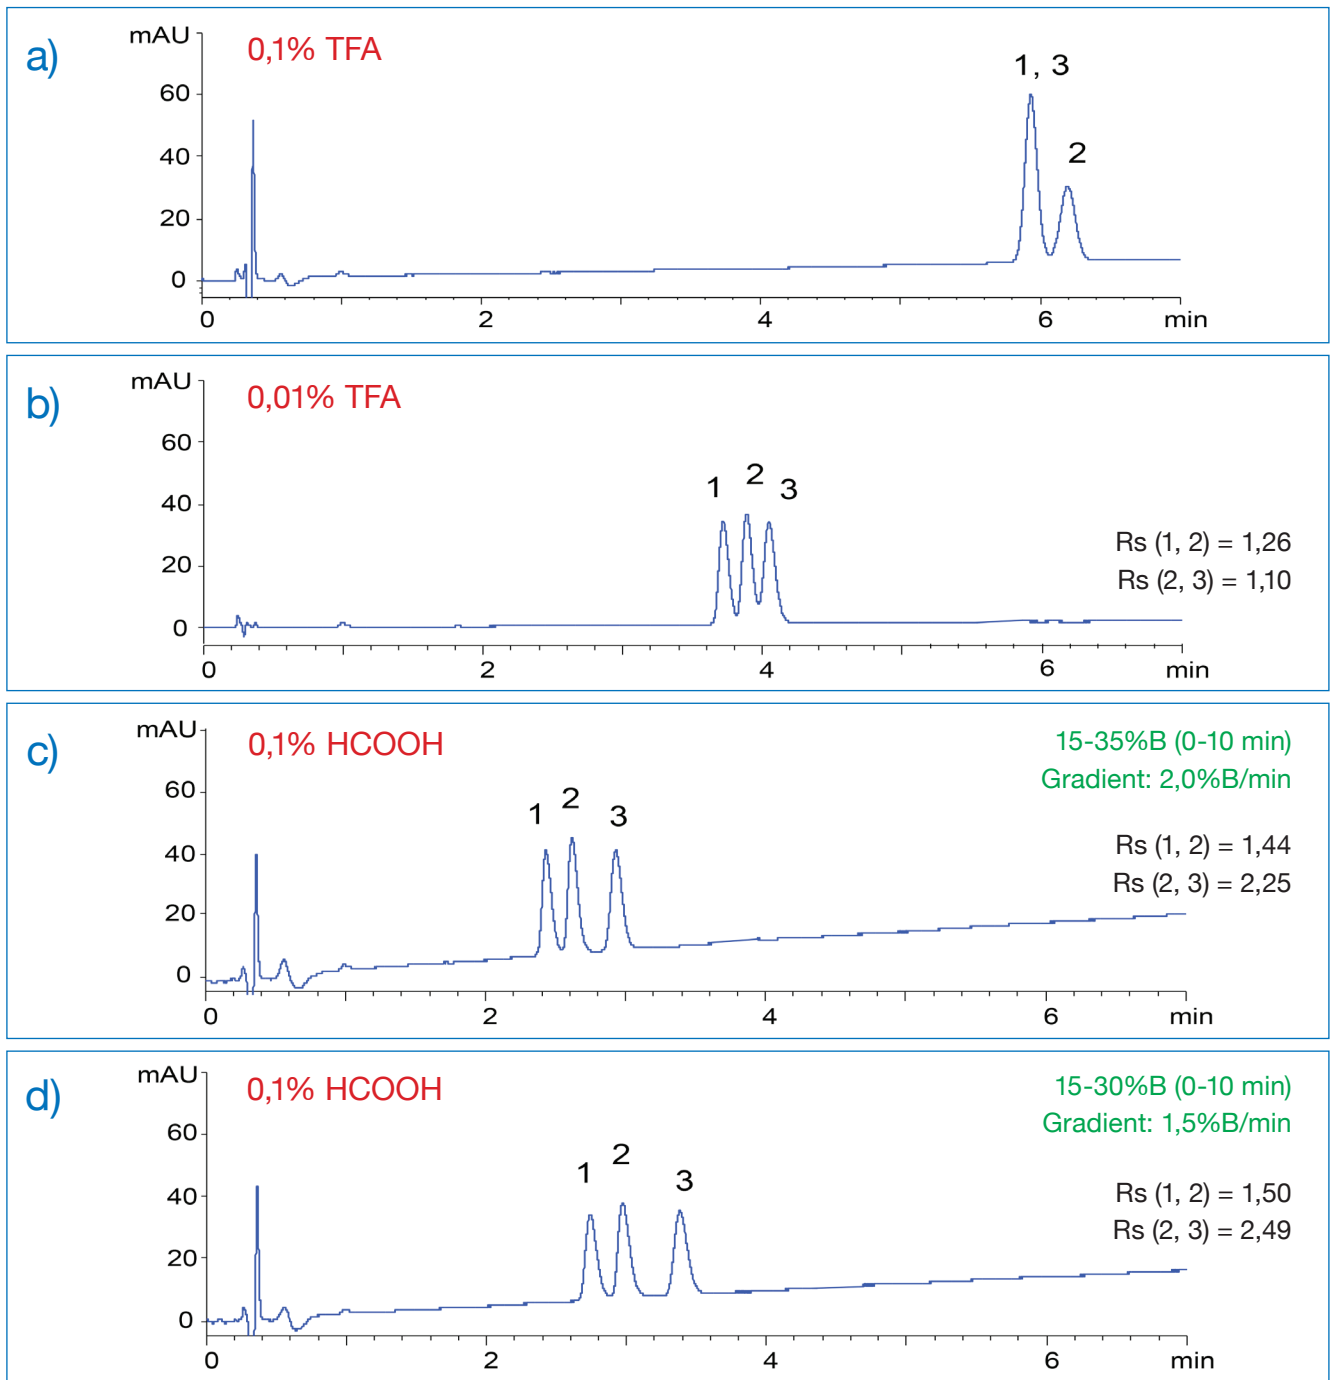 a)
mAU
0,1% TFA
1, 3
2
60
40
20
0
0 2 4 6 min
b)
mAU
0,01% TFA
1 2 3
60
40
20
0
Rs (1, 2) = 1,26
Rs (2, 3) = 1,10
0 2 4 6 min
c)
mAU
0,1% HCOOH
15-35%B (0-10 min)
Gradient: 2,0%B/min
1 2 3
60
40
20
0
Rs (1, 2) = 1,44
Rs (2, 3) = 2,25
0 2 4 6 min
d)
mAU
0,1% HCOOH
15-30%B (0-10 min)
Gradient: 1,5%B/min
1 2 3
60
40
20
0
Rs (1, 2) = 1,50
Rs (2, 3) = 2,49
0 2 4 6 min